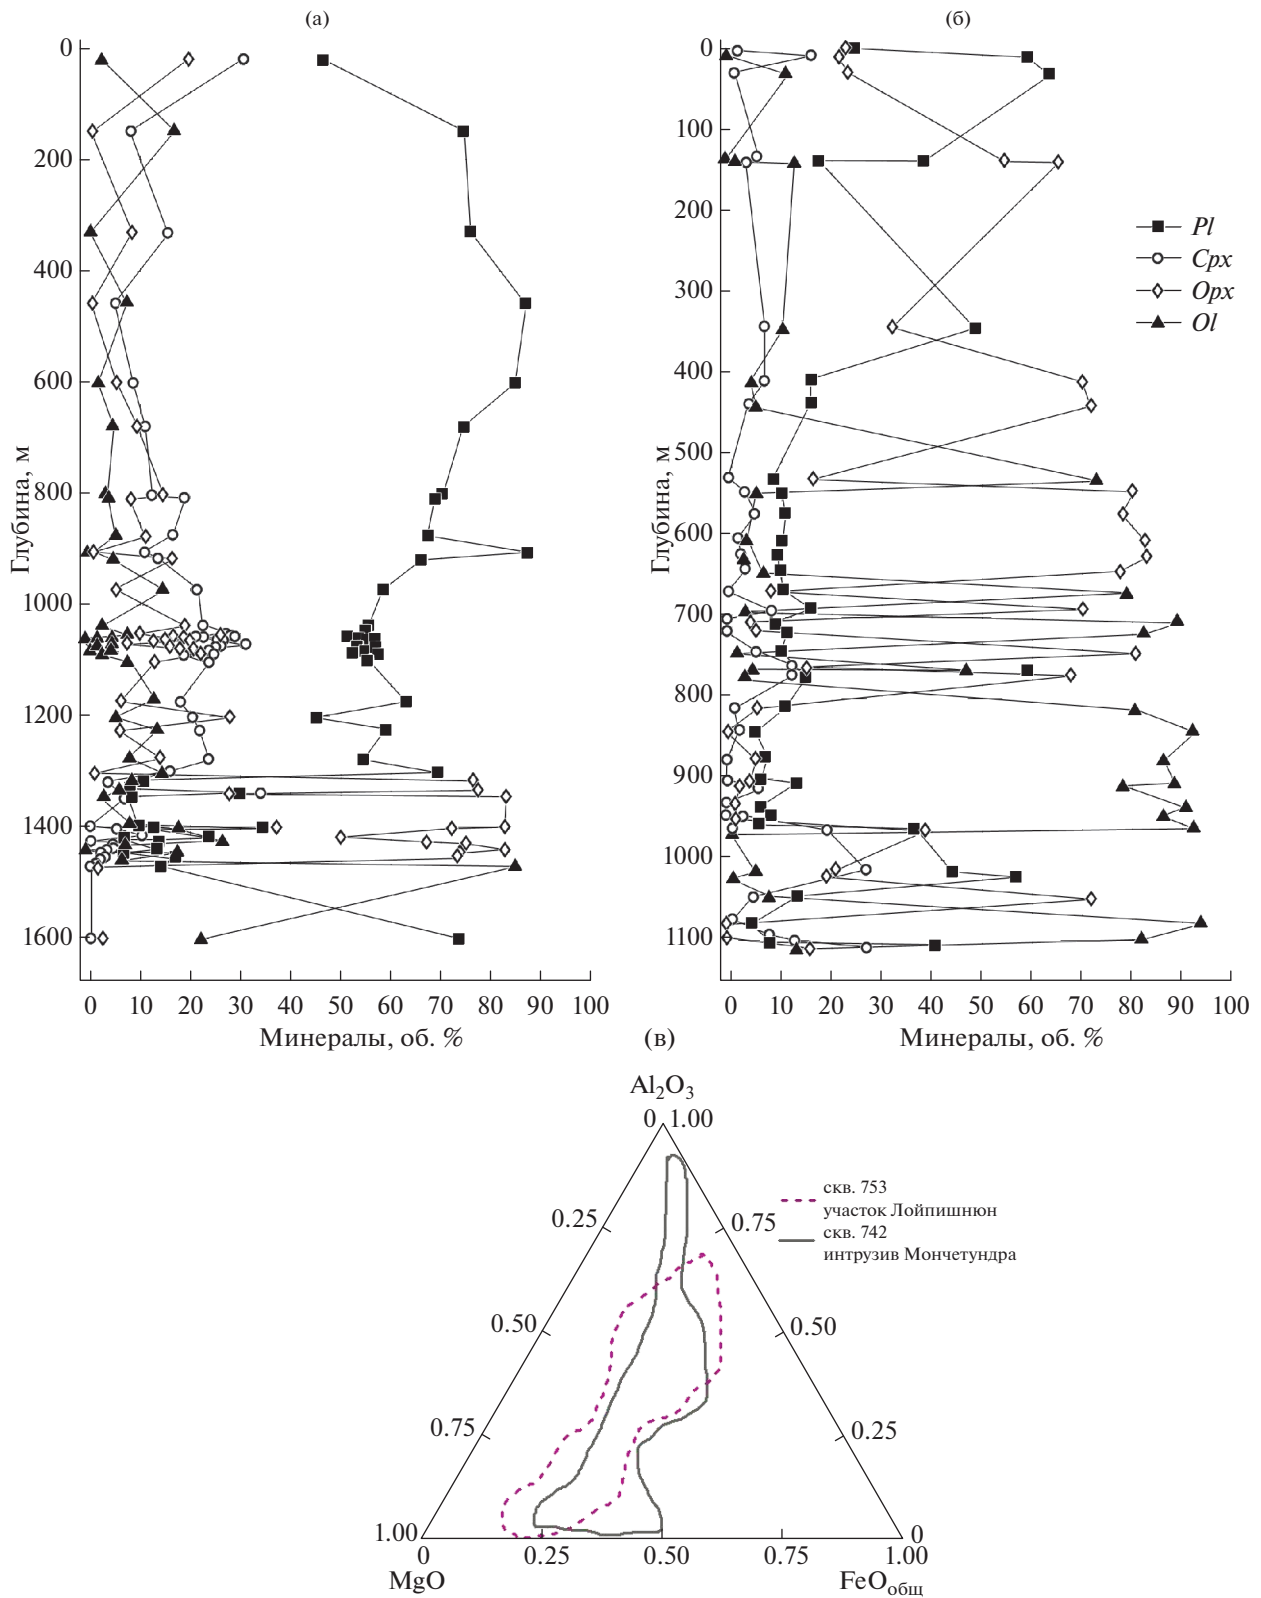 (а)
0
200
400
600
800
1000
1200
1400
1600
Глубина, м
0 10 20 30 40 50 60 70 80 90 100
Минералы, об. %
(б)
0
100
200
300
400
500
600
700
800
900
1000
1100
Глубина, м
Pl
Cpx
Opx
Ol
0 10 20 30 40 50 60 70 80 90 100
Минералы, об. %
(в)
Al₂O₃
0 1.00
скв. 753
участок Лойпишнюн
скв. 742
интрузив Мончетундра
0.25 0.75
0.50 0.50
0.75 0.25
1.00 0
0 0.25 0.50 0.75 1.00
MgO FeOобщ